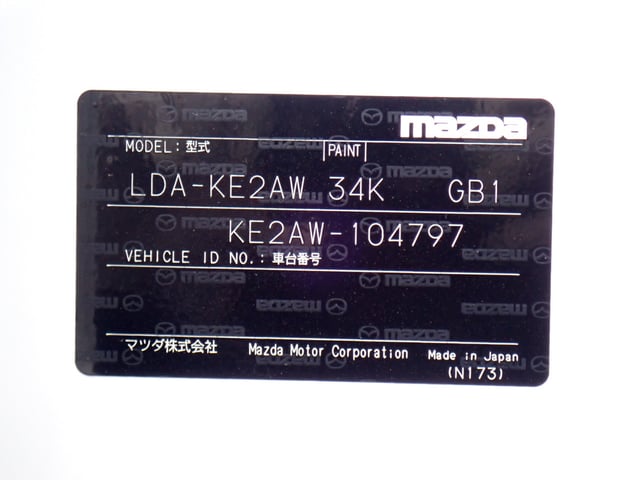 mazda
MODEL:型式 PAINT
LDA-KE2AW 34K GB1
KE2AW-104797
VEHICLE ID NO.:車台番号
マツダ株式会社 Mazda Motor Corporation Made in Japan
(N173)